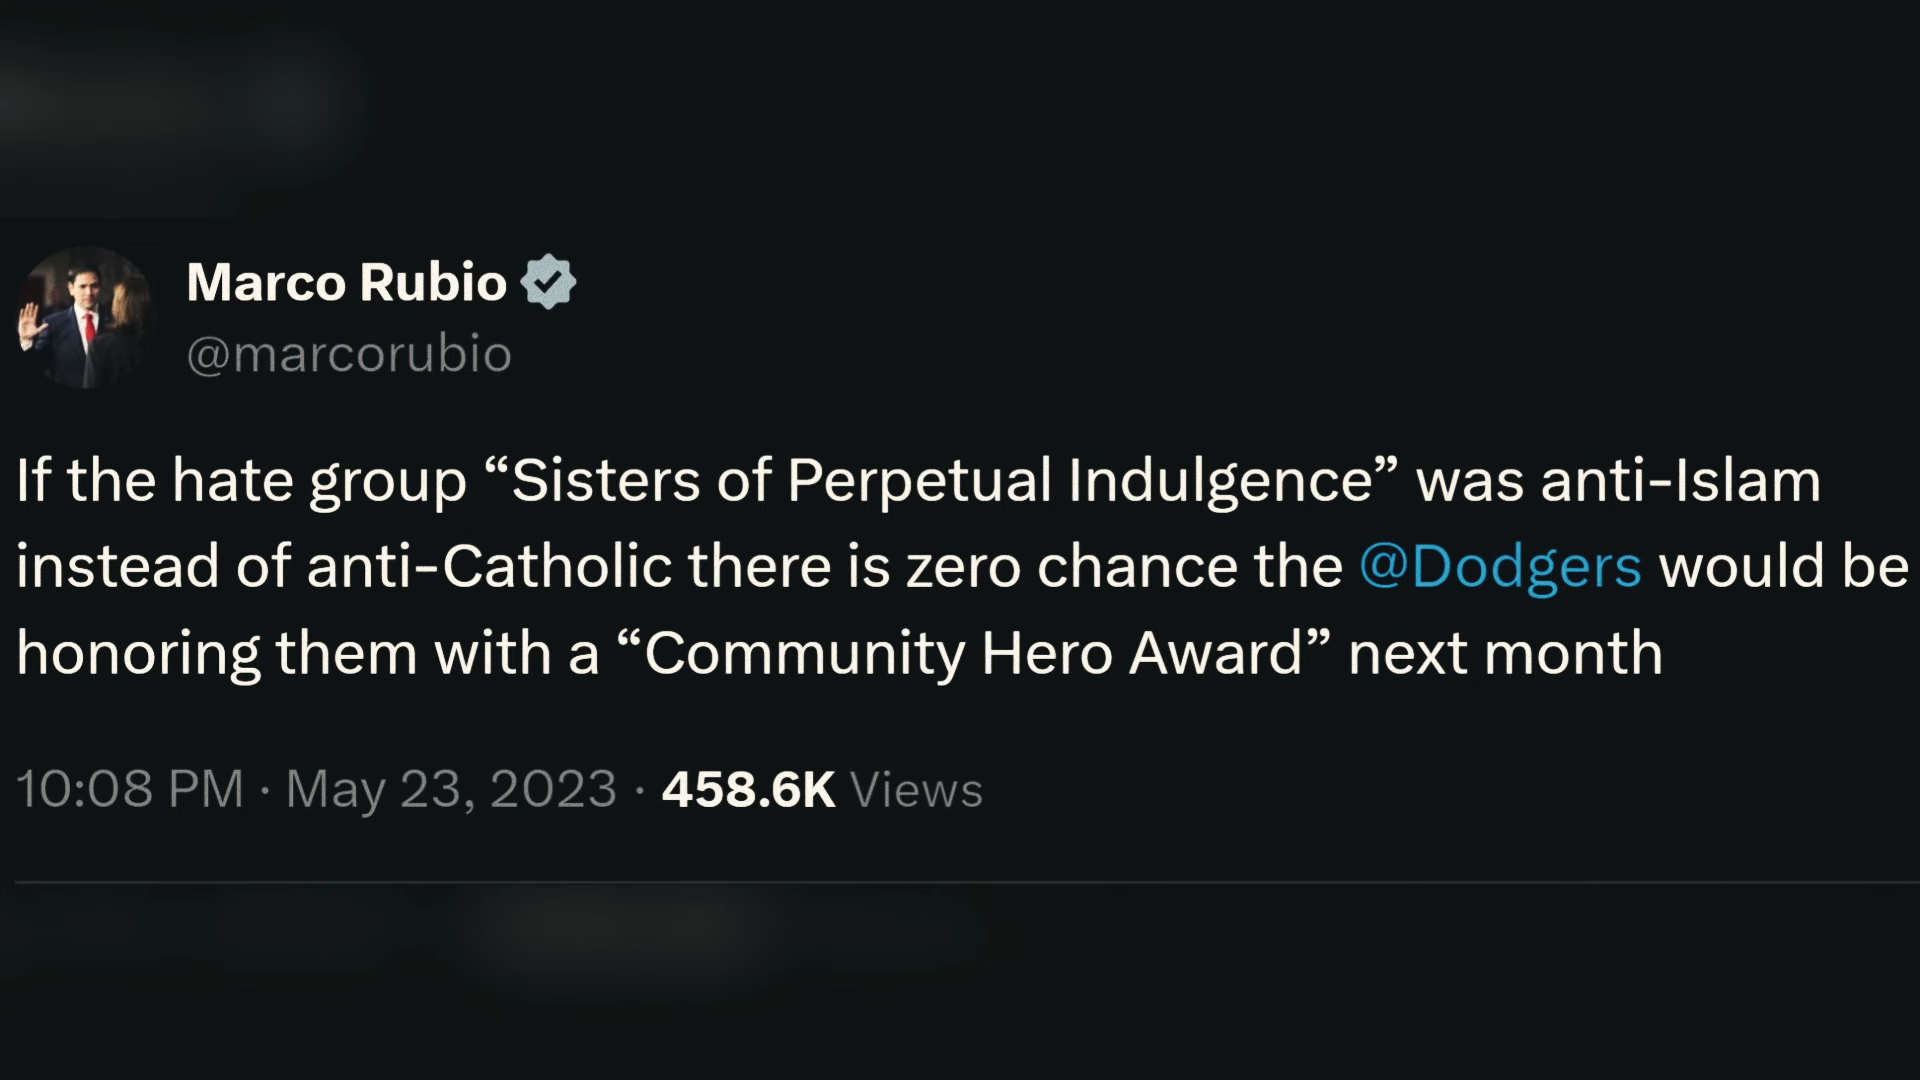 Marco Rubio
@marcorubio
If the hate group “Sisters of Perpetual Indulgence” was anti-Islam
instead of anti-Catholic there is zero chance the @Dodgers would be
honoring them with a “Community Hero Award” next month
10:08 PM · May 23, 2023 · 458.6K Views